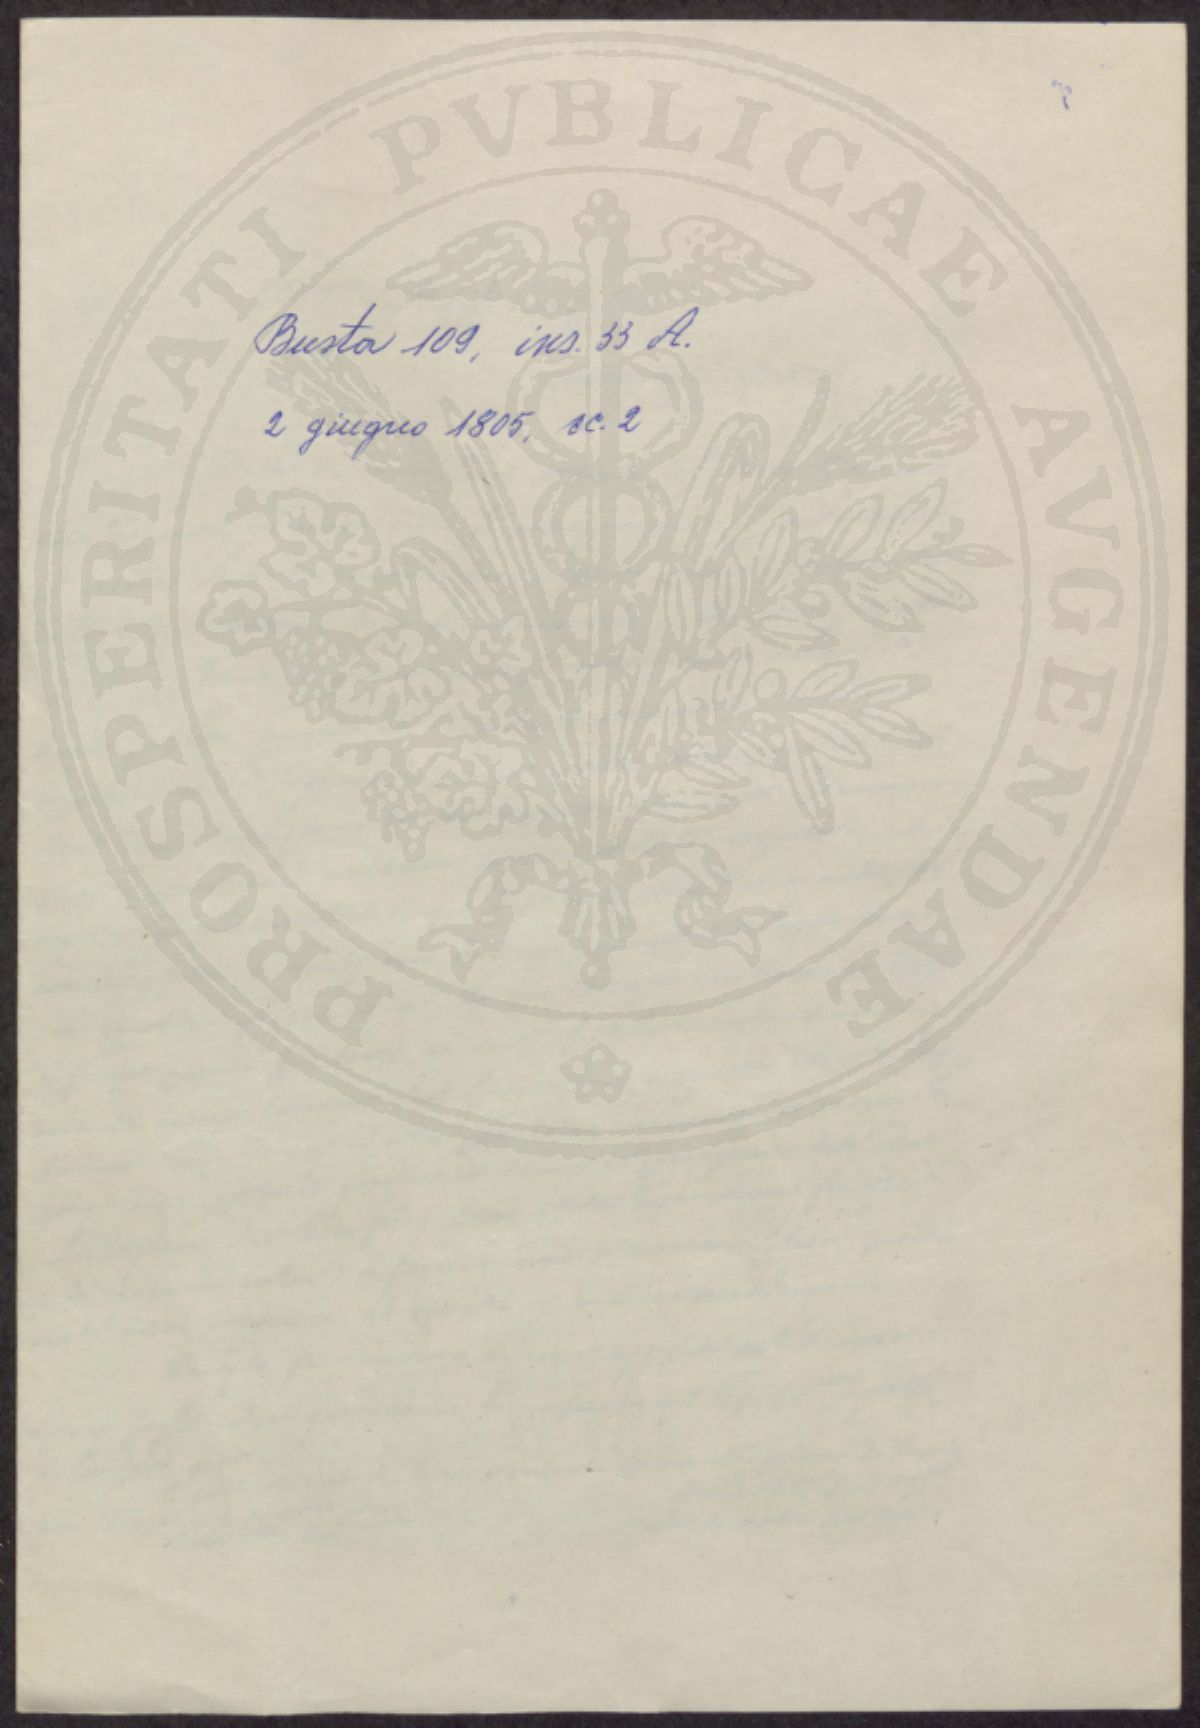 PROSPERITATI PVBLICAE AVGENDAE
Busta 109, ins. 33 A.
2 giugno 1805, cc. 2